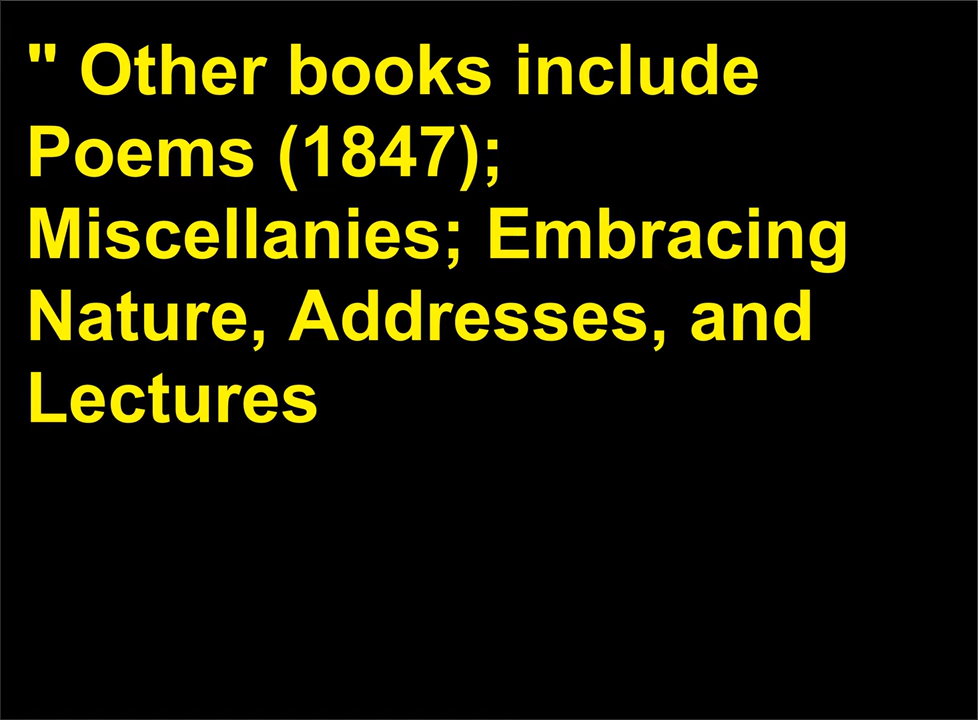 " Other books include
Poems (1847);
Miscellanies; Embracing
Nature, Addresses, and
Lectures